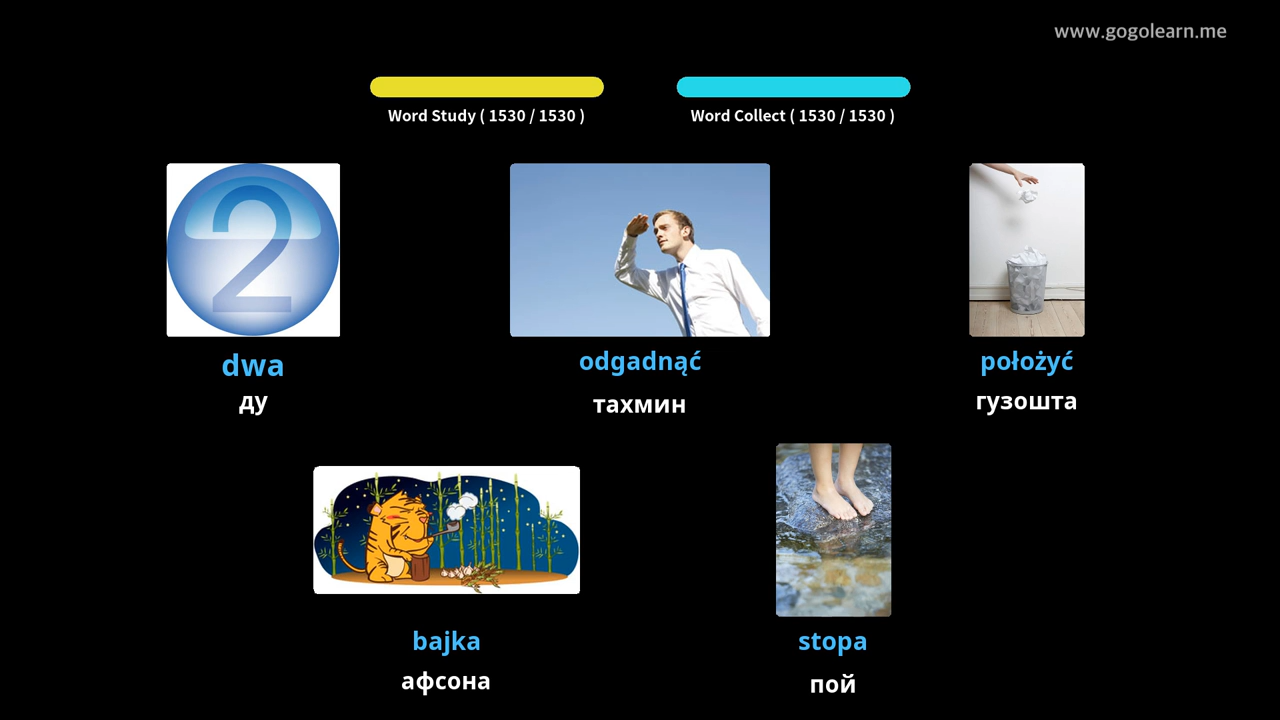 www.gogolearn.me
Word Study ( 1530 / 1530 )
Word Collect ( 1530 / 1530 )
2
dwa
ду
odgadnąć
тахмин
położyć
гузошта
bajka
афсона
stopa
пой